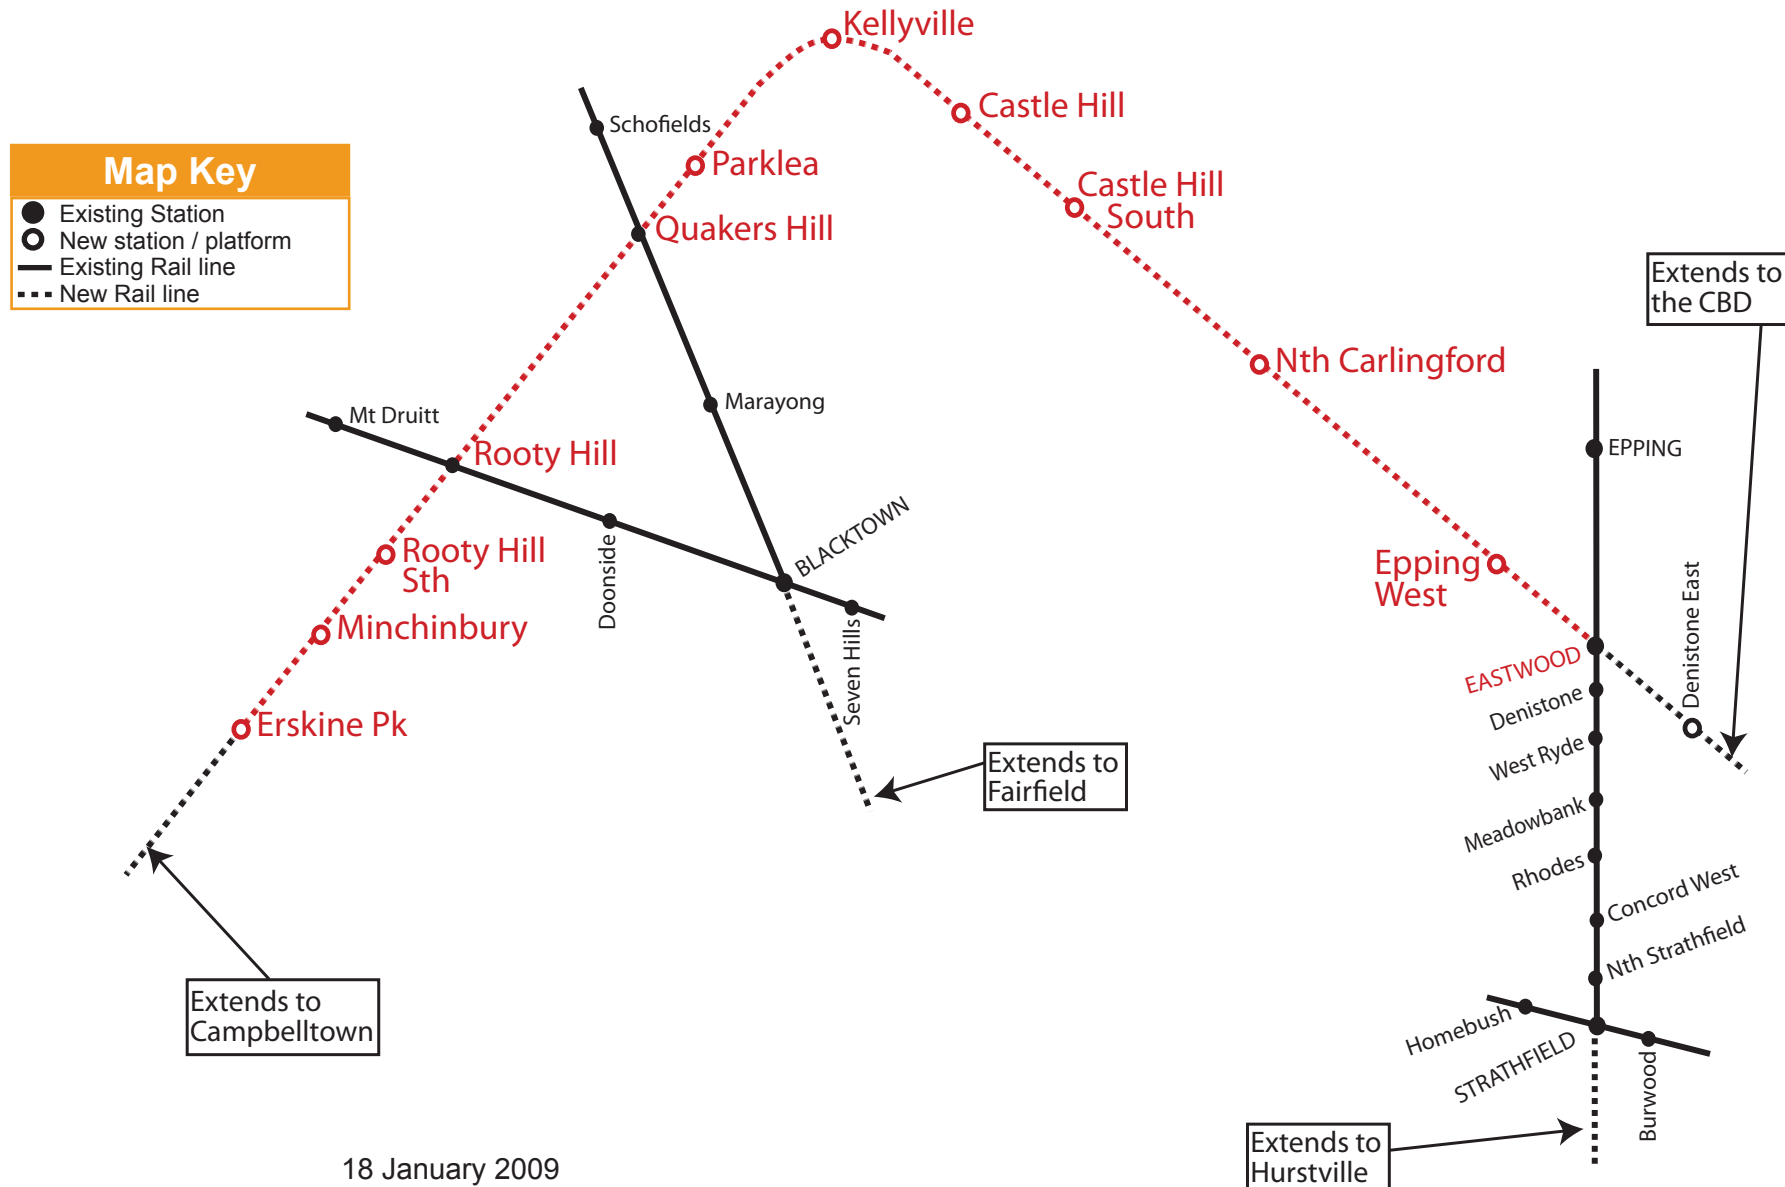 Kellyville
Castle Hill
Schofields
Map Key
Existing Station
New station / platform
Existing Rail line
New Rail line
Parklea
Castle Hill
South
Quakers Hill
Extends to
the CBD
Nth Carlingford
Mt Druitt
Marayong
Rooty Hill
EPPING
BLACKTOWN
Rooty Hill
Sth
Doonside
Epping
West
Denistone East
Minchinbury
Seven Hills
EASTWOOD
Denistone
Erskine Pk
West Ryde
Extends to
Fairfield
Meadowbank
Rhodes
Concord West
Nth Strathfield
Extends to
Campbelltown
Homebush
STRATHFIELD
Burwood
Extends to
Hurstville
18 January 2009